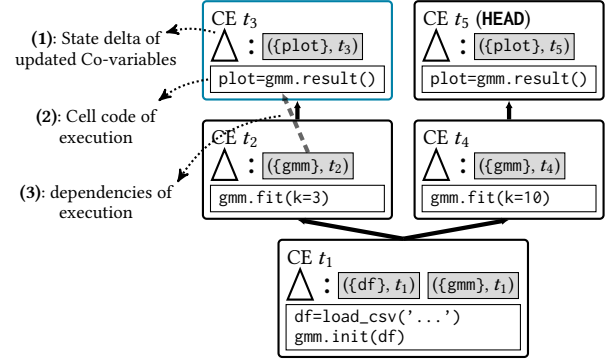 (1): State delta of
updated Co-variables
(2): Cell code of
execution
(3): dependencies of
execution
CE t3
Δ : ({plot}, t3)
plot=gmm.result()
CE t5 (HEAD)
Δ : ({plot}, t5)
plot=gmm.result()
CE t2
Δ : ({gmm}, t2)
gmm.fit(k=3)
CE t4
Δ : ({gmm}, t4)
gmm.fit(k=10)
CE t1
Δ : ({df}, t1) ({gmm}, t1)
df=load_csv('...')
gmm.init(df)